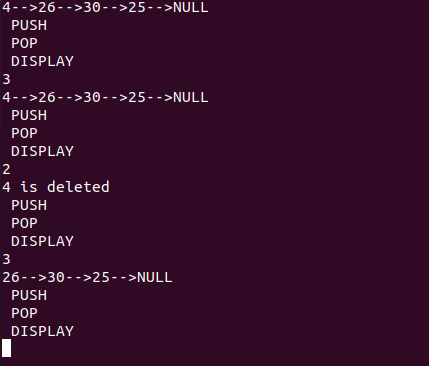 4-->26-->30-->25-->NULL
PUSH
POP
DISPLAY
3
4-->26-->30-->25-->NULL
PUSH
POP
DISPLAY
2
4 is deleted
PUSH
POP
DISPLAY
3
26-->30-->25-->NULL
PUSH
POP
DISPLAY